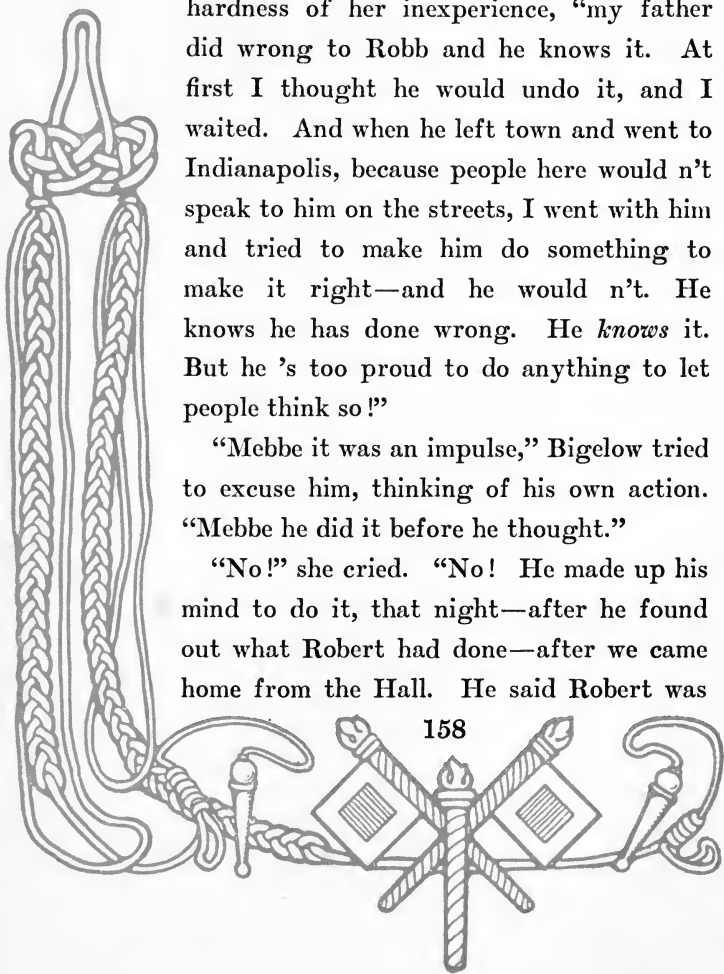 hardness of her inexperience, “my father
did wrong to Robb and he knows it. At
first I thought he would undo it, and I
waited. And when he left town and went to
Indianapolis, because people here would n’t
speak to him on the streets, I went with him
and tried to make him do something to
make it right—and he would n’t. He
knows he has done wrong. He knows it.
But he ’s too proud to do anything to let
people think so!”
“Mebbe it was an impulse,” Bigelow tried
to excuse him, thinking of his own action.
“Mebbe he did it before he thought.”
“No!” she cried. “No! He made up his
mind to do it, that night—after he found
out what Robert had done—after we came
home from the Hall. He said Robert was
158